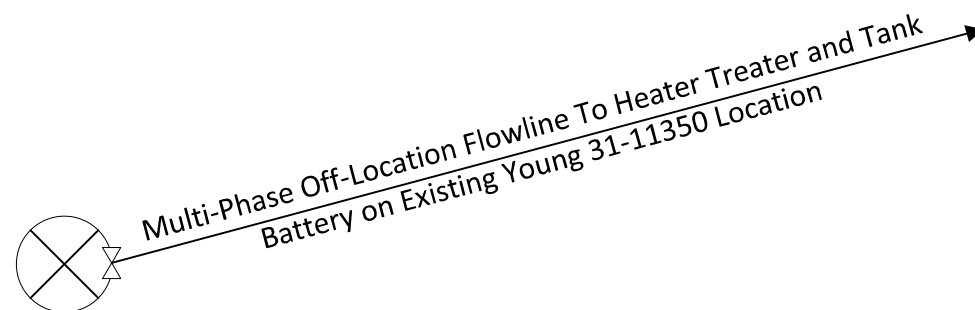 Multi-Phase Off-Location Flowline To Heater Treater and Tank
Battery on Existing Young 31-11350 Location